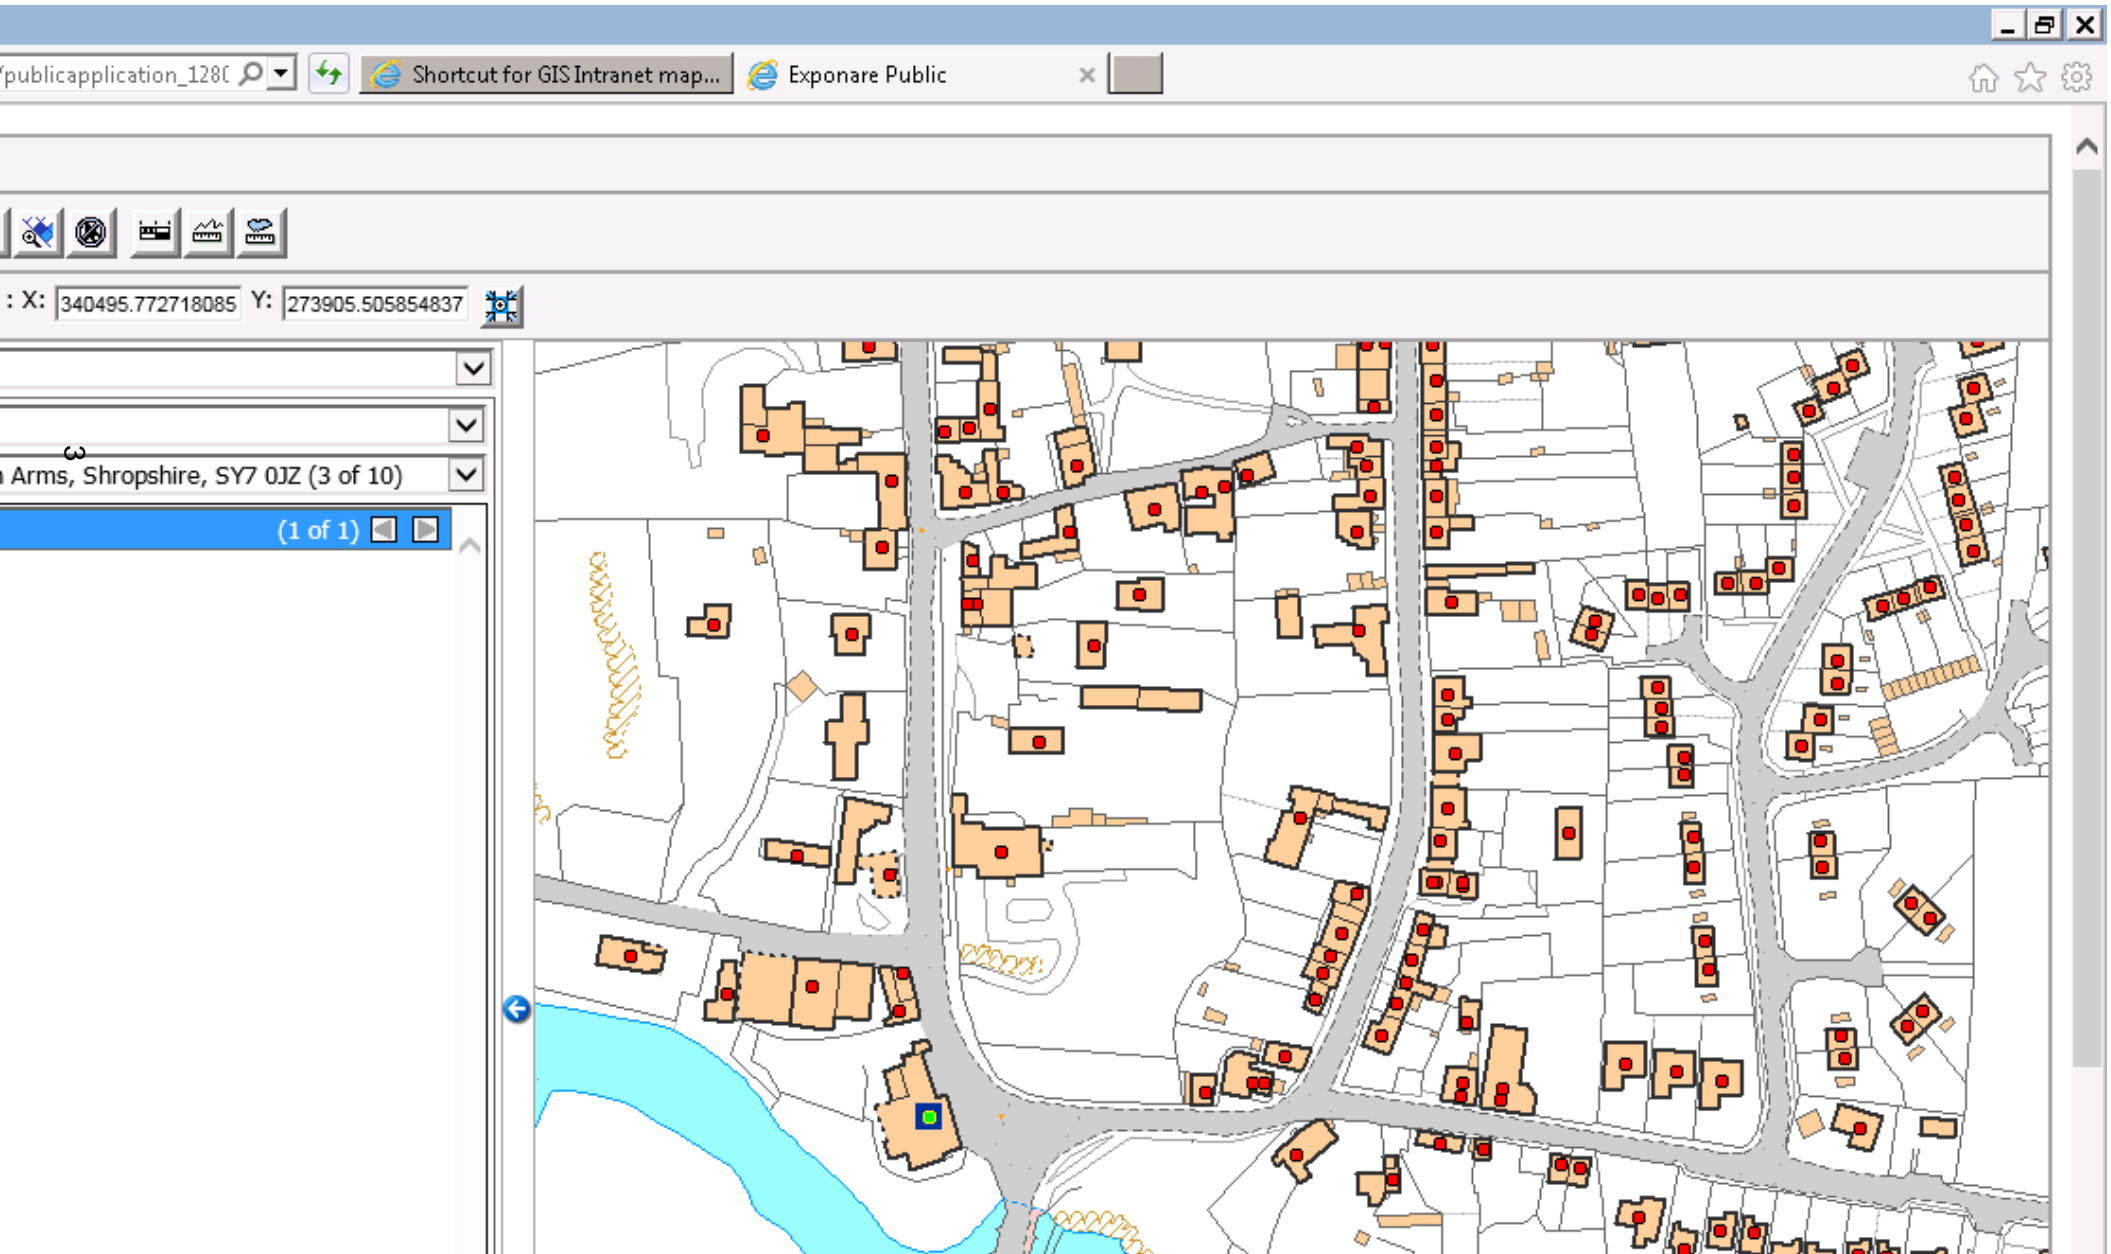 /publicapplication_128( Shortcut for GIS Intranet map... Exponare Public
: X: 340495.772718085 Y: 273905.505854837
3
Arms, Shropshire, SY7 0JZ (3 of 10)
(1 of 1)